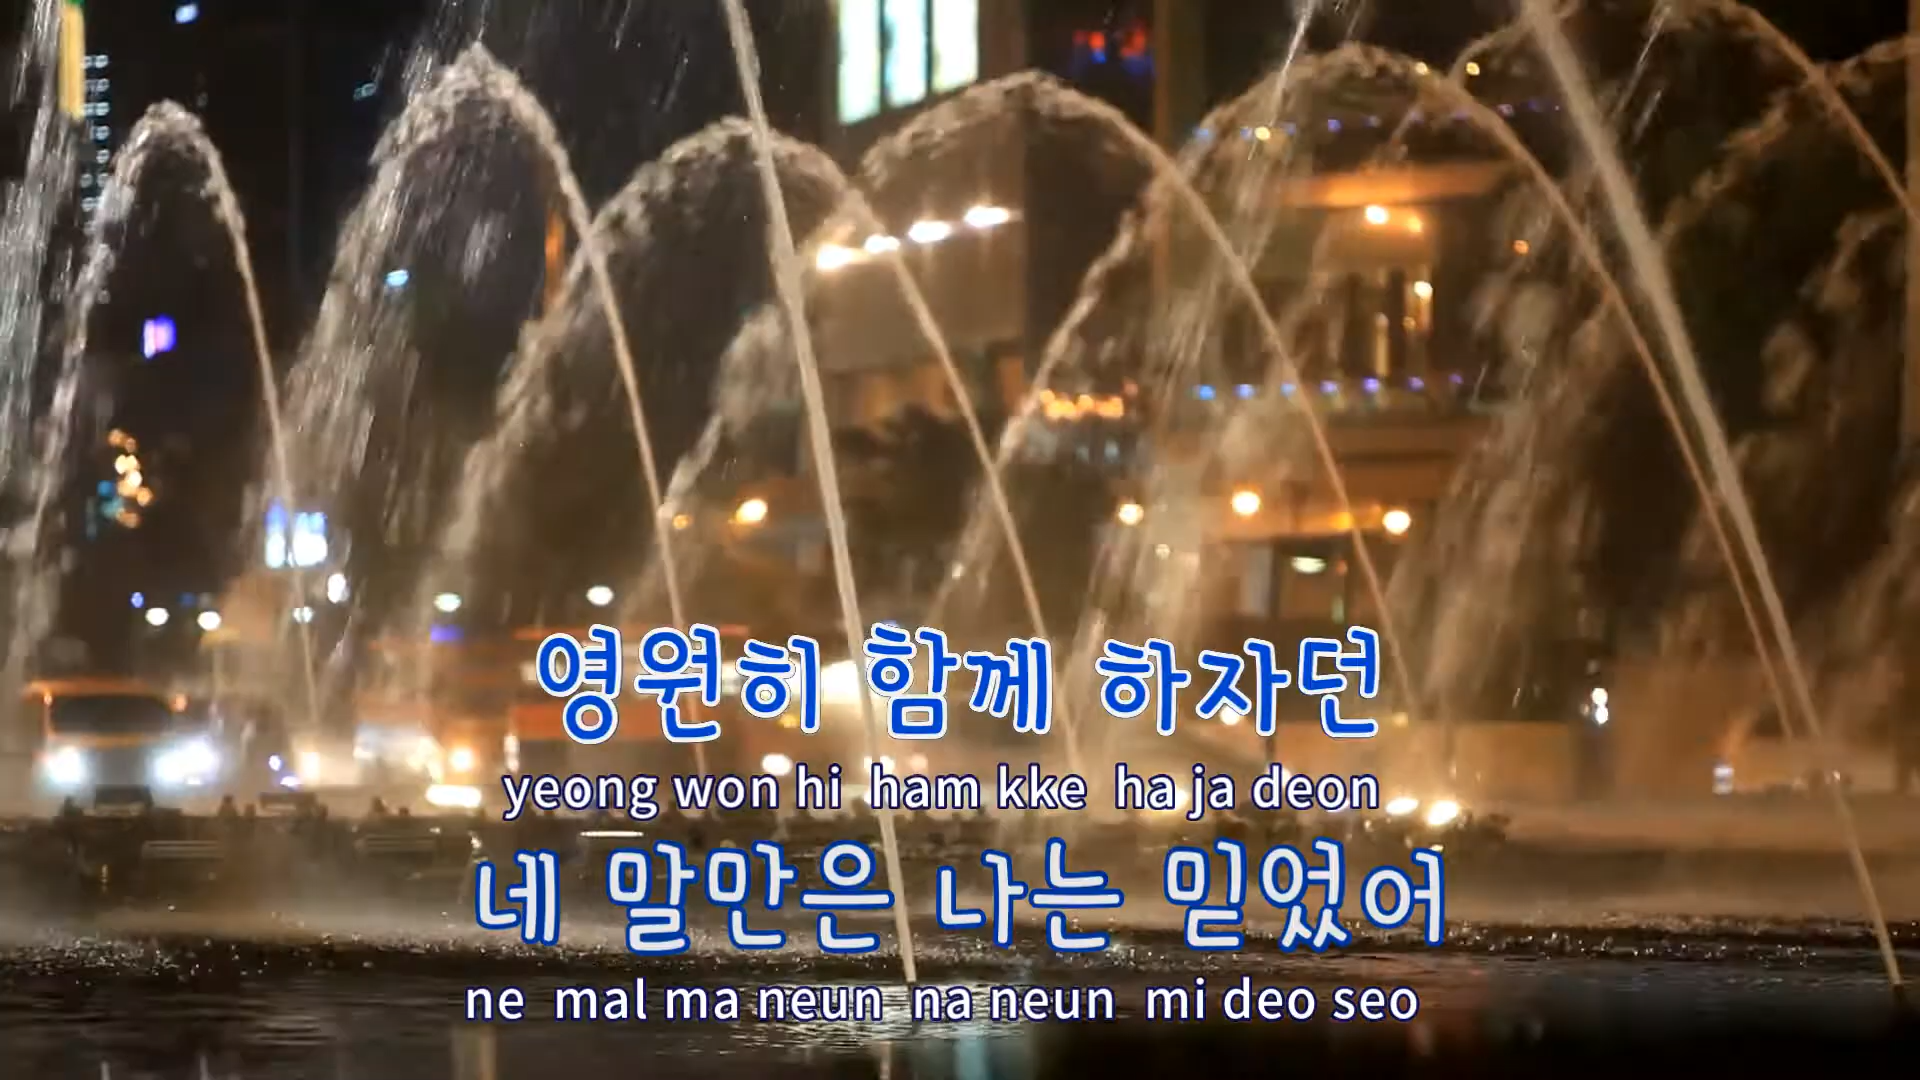 영원히 함께 하자던
yeong won hi ham kke ha ja deon
네 말만은 나는 믿었어
ne mal ma neun na neun mi deo seo